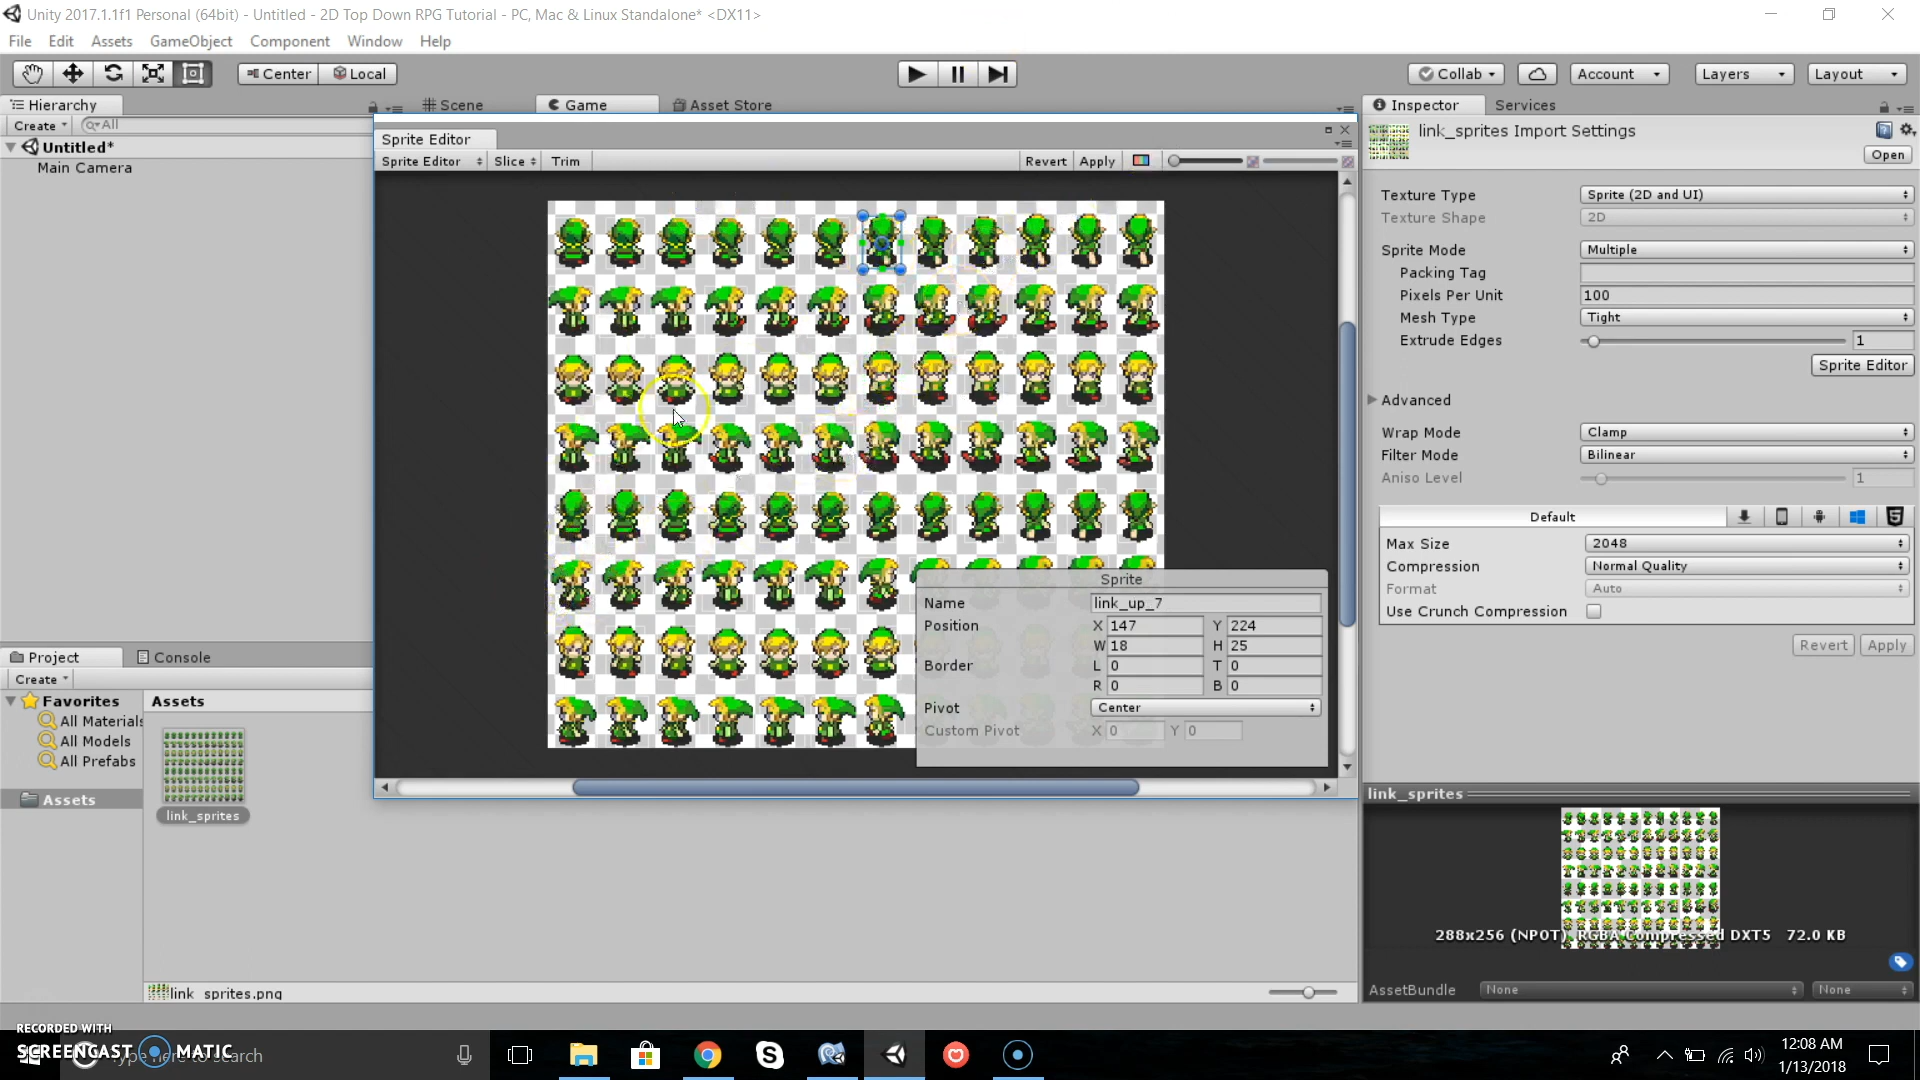 Unity 2017.1.1f1 Personal (64bit) - Untitled - 2D Top Down RPG Tutorial - PC, Mac & Linux Standalone* <DX11>
File Edit Assets GameObject Component Window Help
Center Local Collab Account Layers Layout
Hierarchy Scene Game Asset Store Inspector Services
Create All
Untitled*
Main Camera
Sprite Editor
Sprite Editor Slice Trim Revert Apply
link_sprites Import Settings
Open
Texture Type Sprite (2D and UI)
Texture Shape 2D
Sprite Mode Multiple
Packing Tag
Pixels Per Unit 100
Mesh Type Tight
Extrude Edges 1
Sprite Editor
Advanced
Wrap Mode Clamp
Filter Mode Bilinear
Aniso Level 1
Default
Max Size 2048
Compression Normal Quality
Format Auto
Use Crunch Compression
Revert Apply
Sprite
Name link_up_7
Position X 147 Y 224
W 18 H 25
Border L 0 T 0
R 0 B 0
Pivot Center
Custom Pivot X 0 Y 0
Project Console
Create
Favorites
All Materials
All Models
All Prefabs
Assets
Assets
link_sprites
link_sprites.png
link_sprites
288x256 (NPOT) RGBA Compressed DXT5 72.0 KB
AssetBundle None None
RECORDED WITH
SCREENCAST MATIC
Type here to search
12:08 AM
1/13/2018